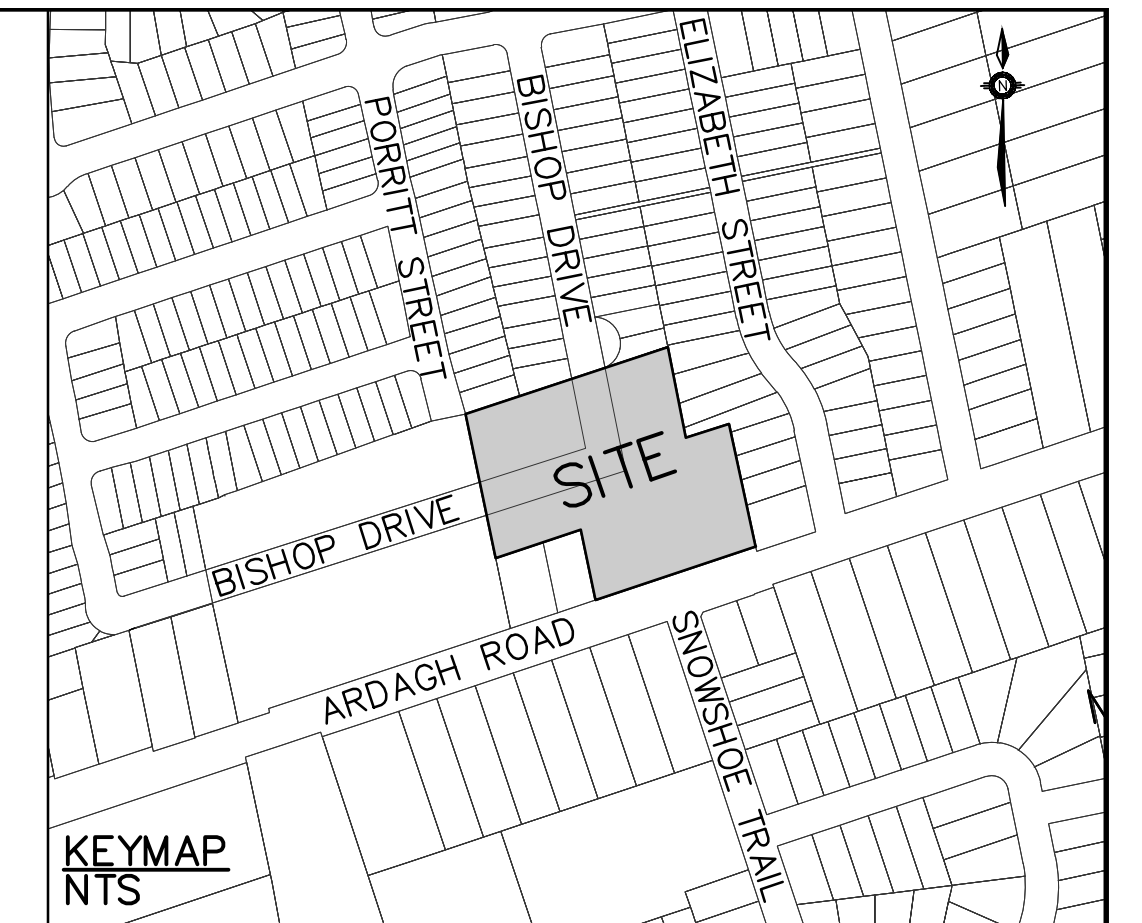 PORRITT STREET
BISHOP DRIVE
ELIZABETH STREET
N
SITE
BISHOP DRIVE
ARDAGH ROAD
SNOWSHOE TRAIL
KEYMAP
NTS